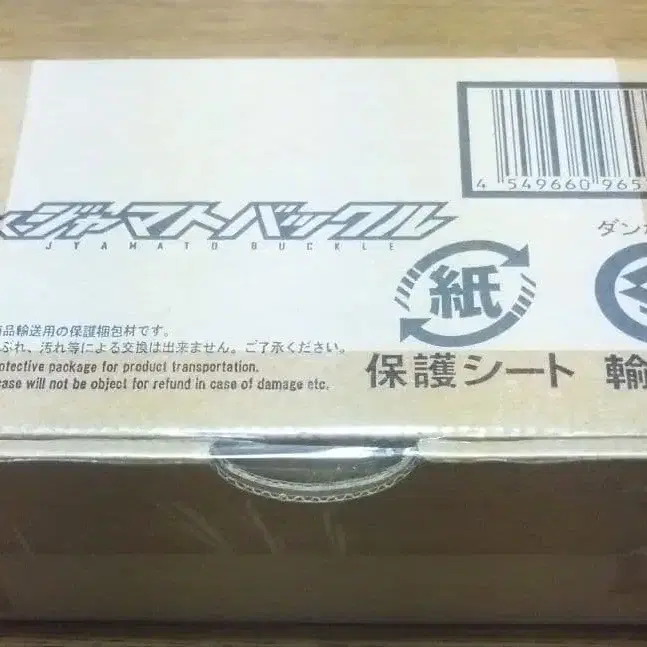 4 549660 965
ジャマトバックル
JYAMATO BUCKLE
ダン
紙
保護シート
輸
品輸送用の保護梱包材です。
ぶれ、汚れ等による交換は出来ません。ご了承ください。
otective package for product transportation.
case will not be object for refund in case of damage etc.